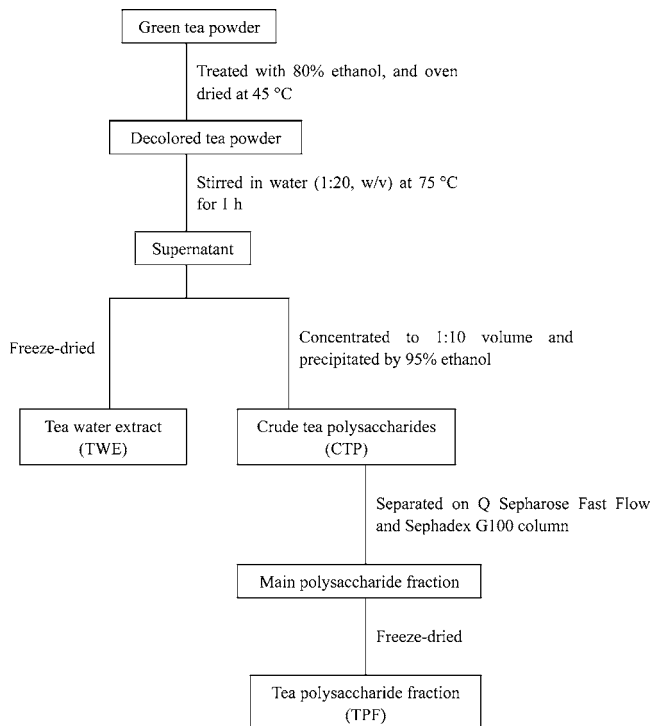 Green tea powder
Treated with 80% ethanol, and oven
dried at 45 °C
Decolored tea powder
Stirred in water (1:20, w/v) at 75 °C
for 1 h
Supernatant
Freeze-dried
Concentrated to 1:10 volume and
precipitated by 95% ethanol
Tea water extract
(TWE)
Crude tea polysaccharides
(CTP)
Separated on Q Sepharose Fast Flow
and Sephadex G100 column
Main polysaccharide fraction
Freeze-dried
Tea polysaccharide fraction
(TPF)